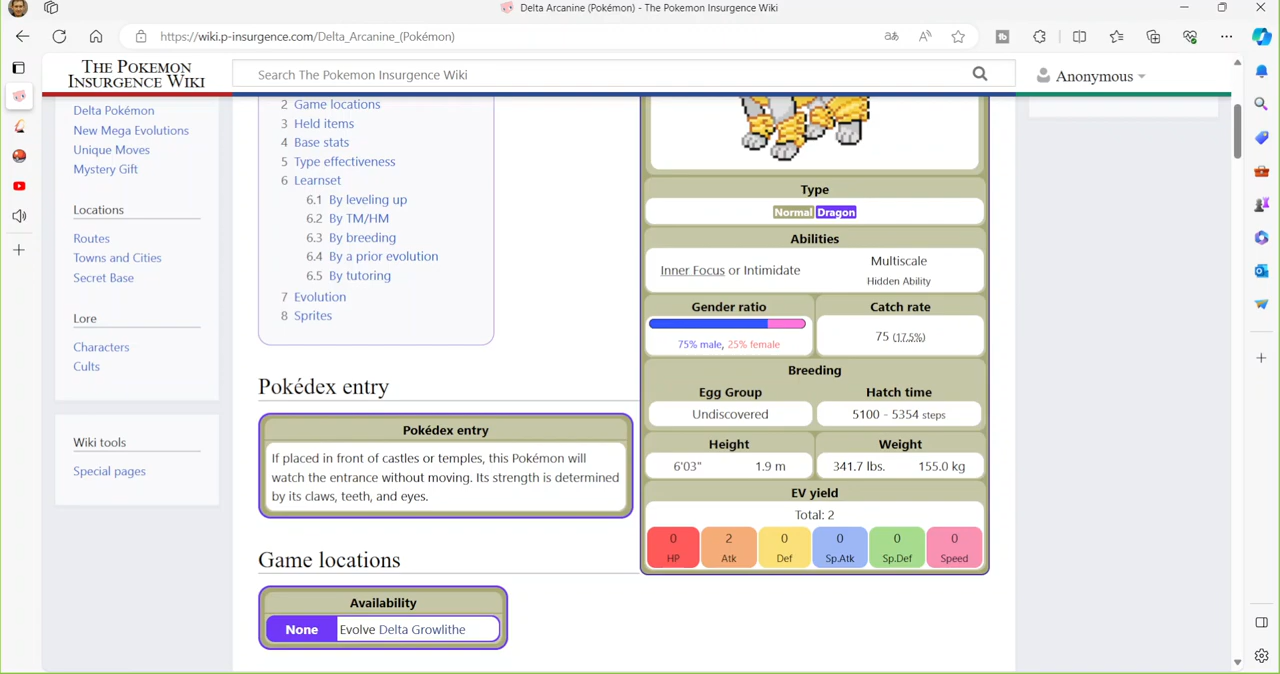 Delta Arcanine (Pokémon) - The Pokemon Insurgence Wiki
https://wiki.p-insurgence.com/Delta_Arcanine_(Pokémon)
THE POKEMON
INSURGENCE WIKI
Search The Pokemon Insurgence Wiki
Anonymous
Delta Pokémon
New Mega Evolutions
Unique Moves
Mystery Gift
Locations
Routes
Towns and Cities
Secret Base
Lore
Characters
Cults
Wiki tools
Special pages
2 Game locations
3 Held items
4 Base stats
5 Type effectiveness
6 Learnset
6.1 By leveling up
6.2 By TM/HM
6.3 By breeding
6.4 By a prior evolution
6.5 By tutoring
7 Evolution
8 Sprites
Pokédex entry
Pokédex entry
If placed in front of castles or temples, this Pokémon will
watch the entrance without moving. Its strength is determined
by its claws, teeth, and eyes.
Game locations
Availability
None Evolve Delta Growlithe
Type
Normal Dragon
Abilities
Inner Focus or Intimidate
Multiscale
Hidden Ability
Gender ratio
75% male, 25% female
Catch rate
75 (17.5%)
Breeding
Egg Group
Undiscovered
Hatch time
5100 - 5354 steps
Height
6'03" 1.9 m
Weight
341.7 lbs. 155.0 kg
EV yield
Total: 2
0 2 0 0 0 0
HP Atk Def Sp.Atk Sp.Def Speed